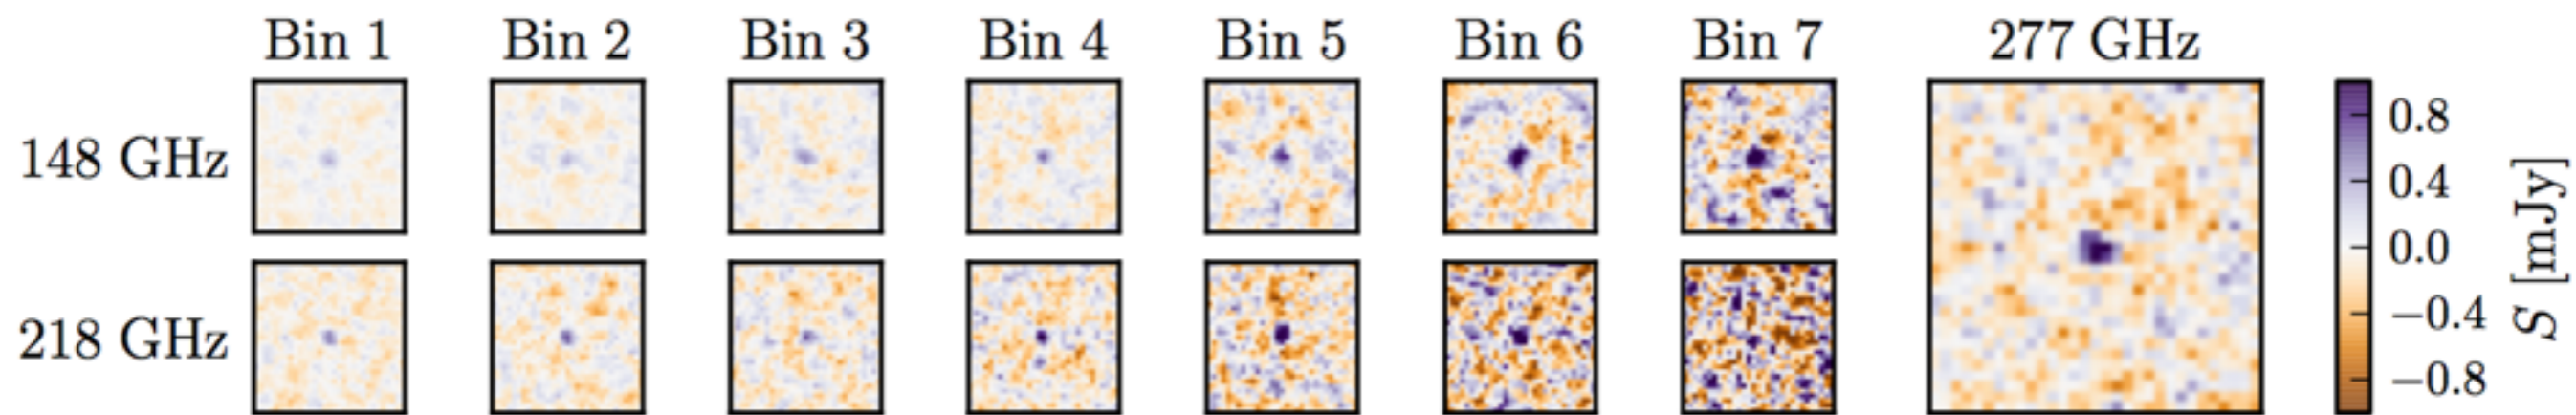 Bin 1 Bin 2 Bin 3 Bin 4 Bin 5 Bin 6 Bin 7 277 GHz
148 GHz
218 GHz
0.8
0.4
0.0
−0.4
−0.8
S [mJy]